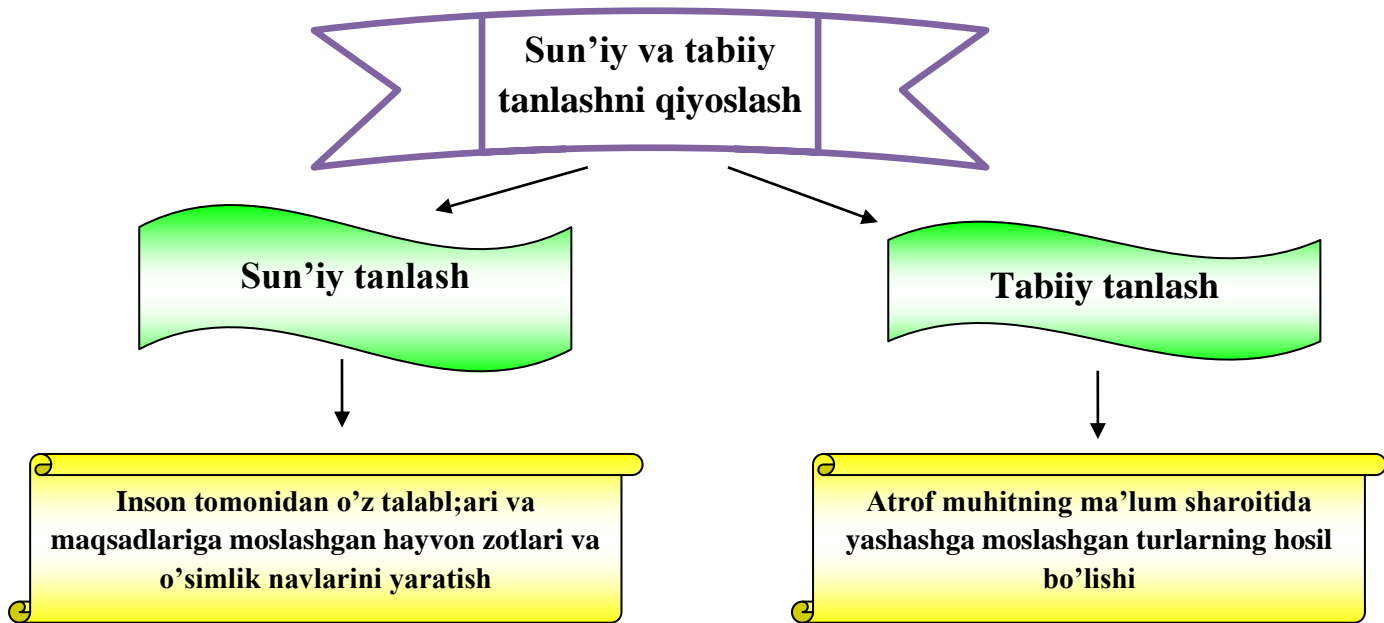 Sun’iy va tabiiy
tanlashni qiyoslash
Sun’iy tanlash
Tabiiy tanlash
Inson tomonidan o’z talabl;ari va
maqsadlariga moslashgan hayvon zotlari va
o’simlik navlarini yaratish
Atrof muhitning ma’lum sharoitida
yashashga moslashgan turlarning hosil
bo’lishi